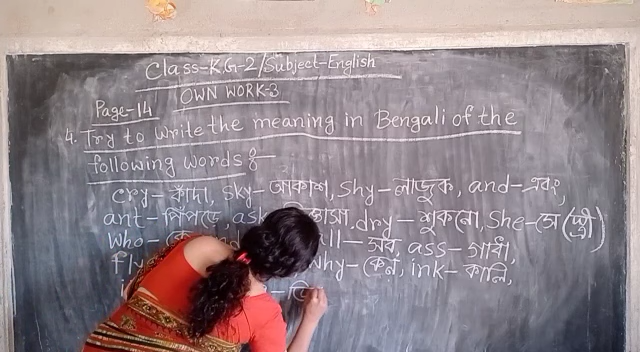 Class-K.G-2/Subject-English
OWN WORK-3
Page-14
4. Try to write the meaning in Bengali of the
following words :-
cry-কাঁদা, sky-আকাশ, shy-লাজুক, and-এবং,
ant-পিঁপড়ে, ask- dry-শুকনো, She-সে (স্ত্রী)
who- all-সব, ass-গাধা,
why-কেন, ink-কালি,